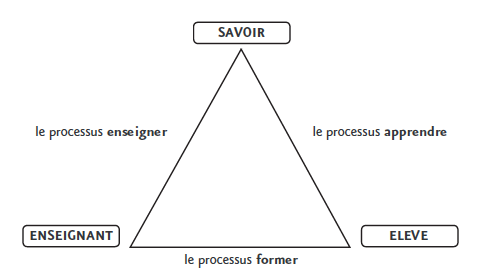 SAVOIR
le processus enseigner
le processus apprendre
ENSEIGNANT
ELEVE
le processus former